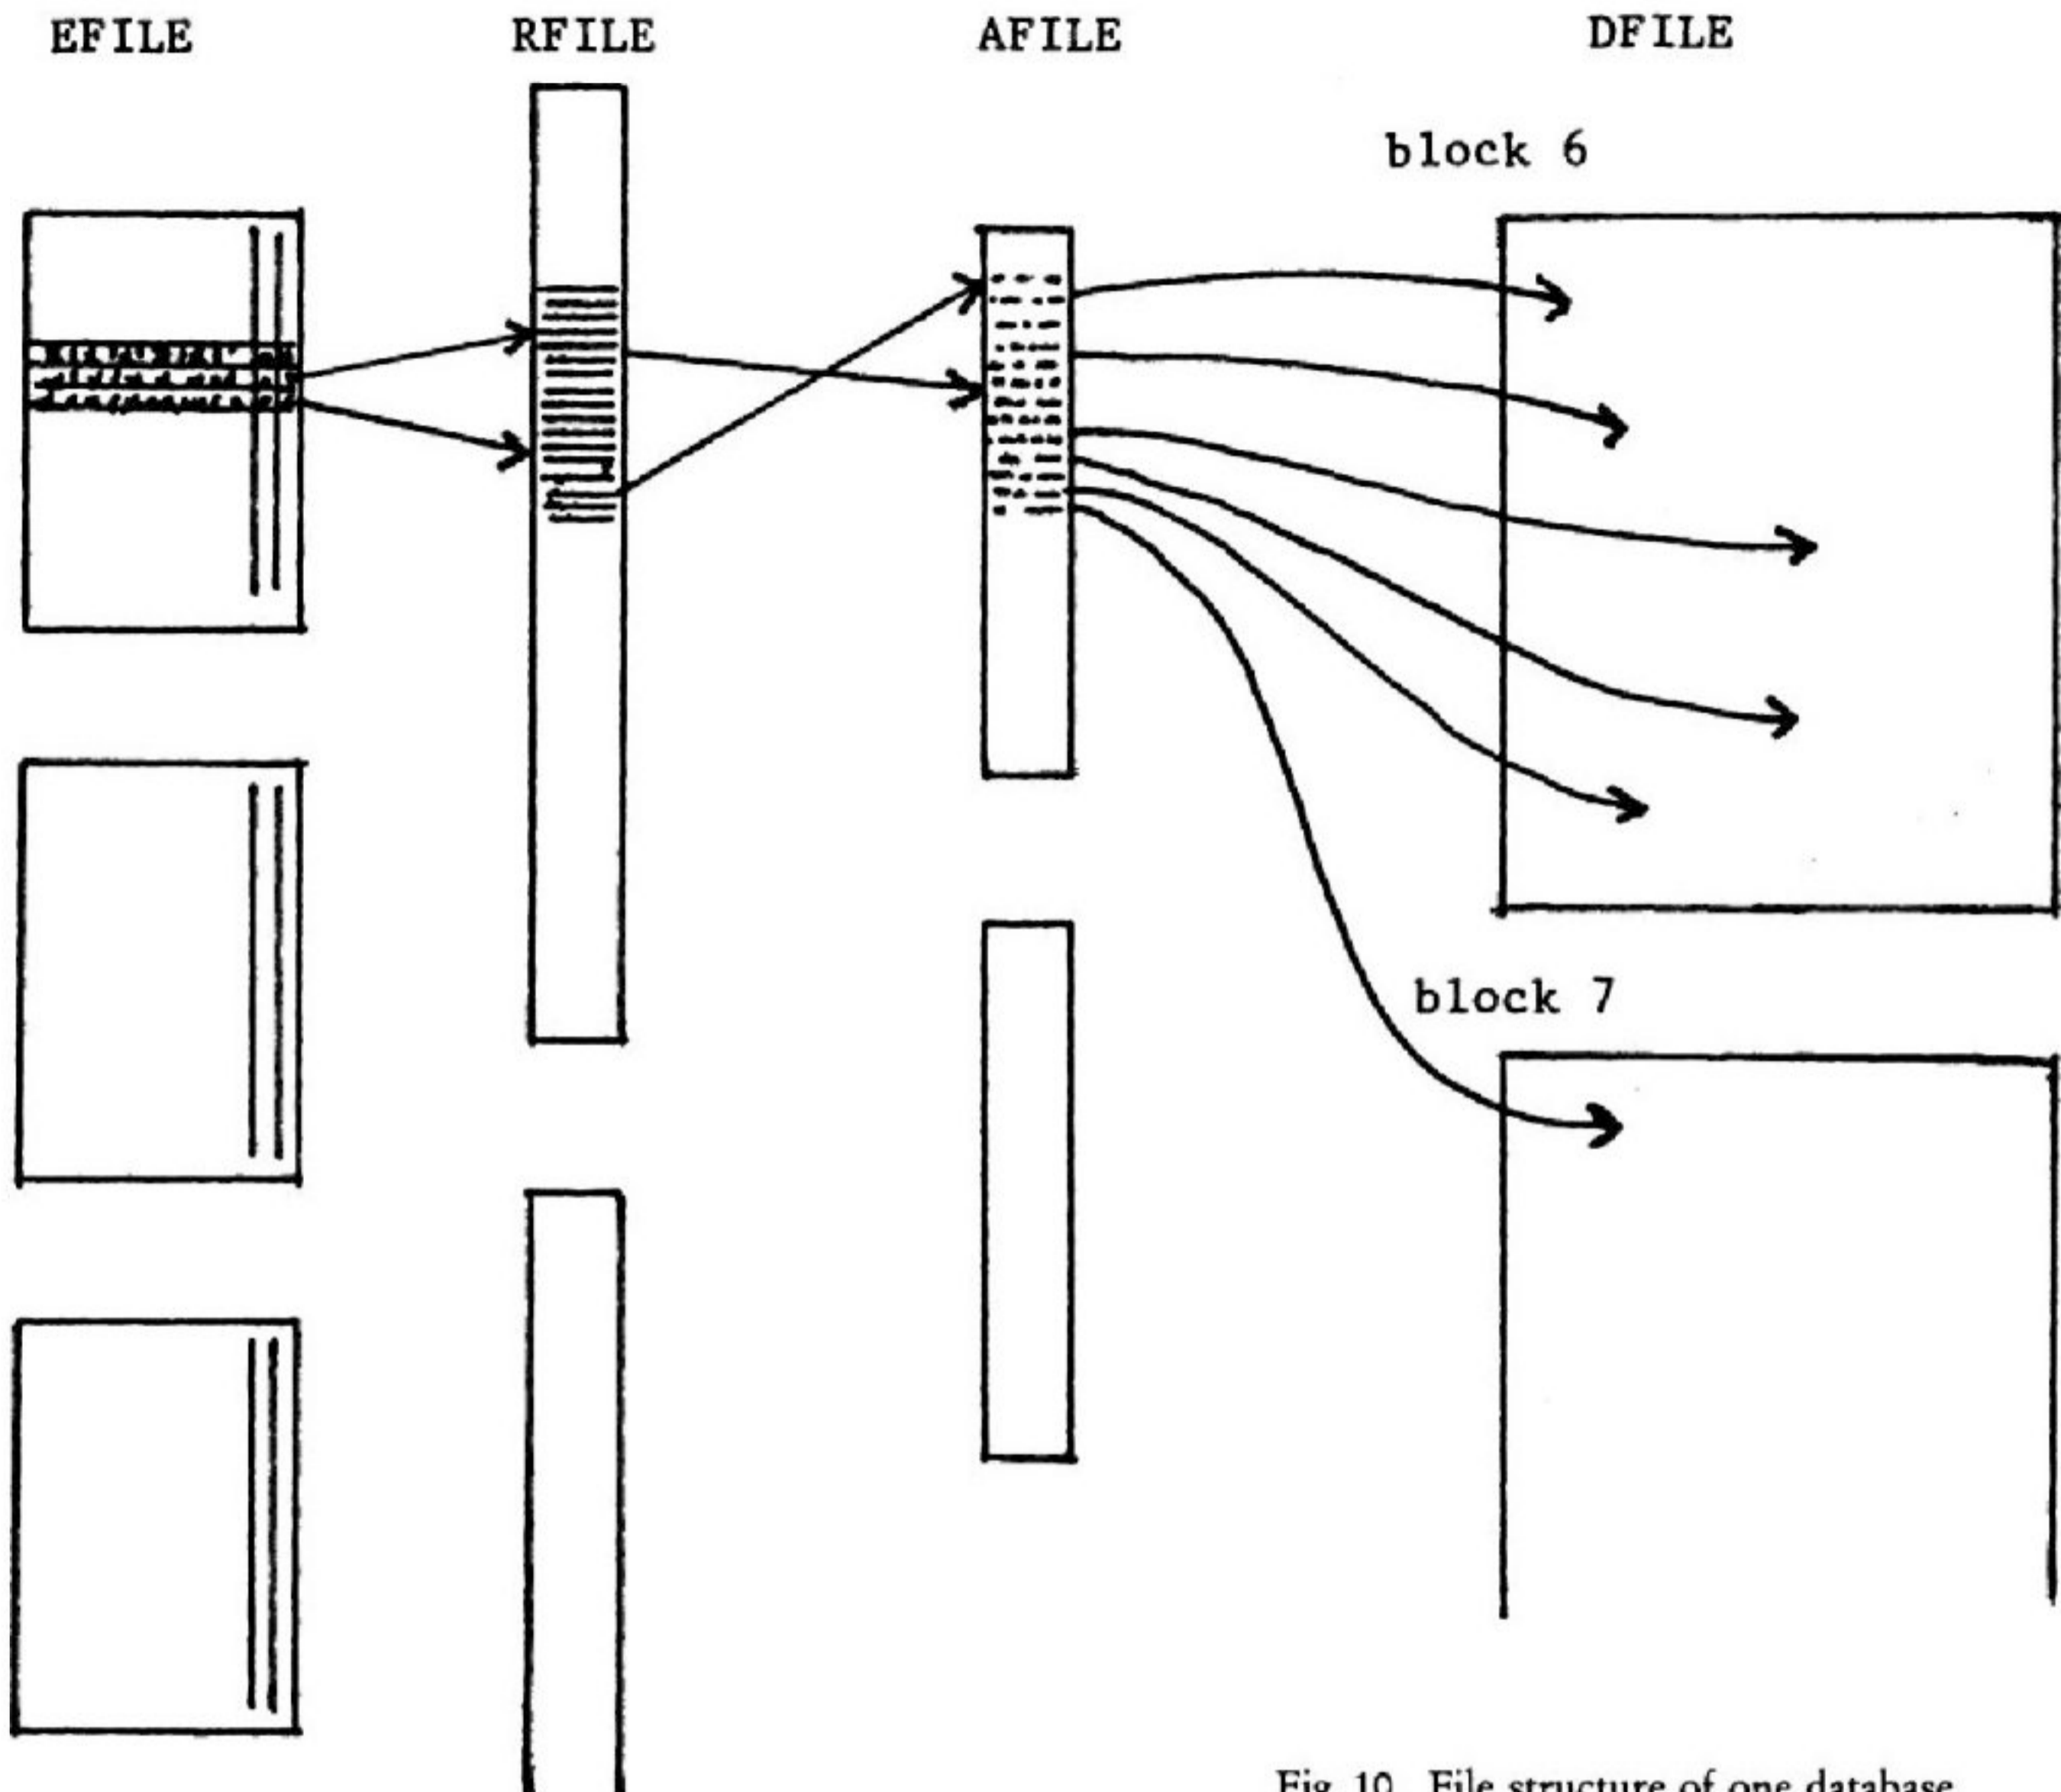 EFILE RFILE AFILE DFILE
block 6
block 7
Fig. 10. File structure of one database